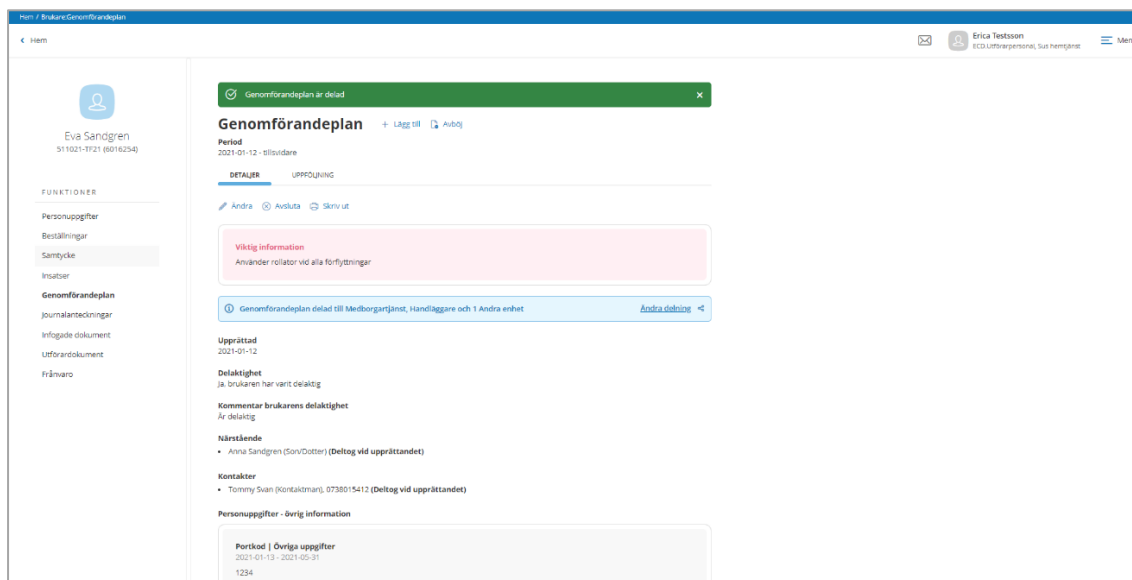 Hem / Brukare:Genomförandeplan
Hem
Erica Testsson
ECD.Utförarpersonal, Sus hemtjänst
Men
Eva Sandgren
511021-TF21 (6016254)
FUNKTIONER
Personuppgifter
Beställningar
Samtycke
Insatser
Genomförandeplan
Journalanteckningar
Infogade dokument
Utförardokument
Frånvaro
Genomförandeplan är delad
Genomförandeplan + Lägg till Avböj
Period
2021-01-12 - tillsvidare
DETALJER UPPFÖLJNING
Ändra Avsluta Skriv ut
Viktig information
Använder rollator vid alla förflyttningar
Genomförandeplan delad till Medborgartjänst, Handläggare och 1 Andra enhet Ändra delning
Upprättad
2021-01-12
Delaktighet
Ja, brukaren har varit delaktig
Kommentar brukarens delaktighet
Är delaktig
Närstående
• Anna Sandgren (Son/Dotter) (Deltog vid upprättandet)
Kontakter
• Tommy Svan (Kontaktman), 0738015412 (Deltog vid upprättandet)
Personuppgifter - övrig information
Portkod | Övriga uppgifter
2021-01-13 - 2021-05-31
1234